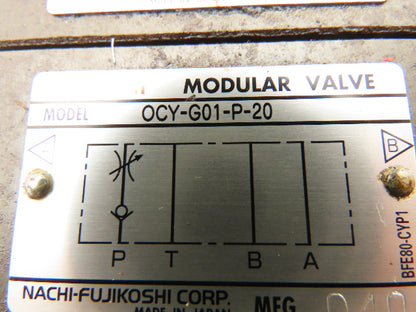 MODULAR VALVE
MODEL OCY-G01-P-20
B
P T B A
BFE80-CYP1
NACHI-FUJIKOSHI CORP.
MADE IN JAPAN MFG